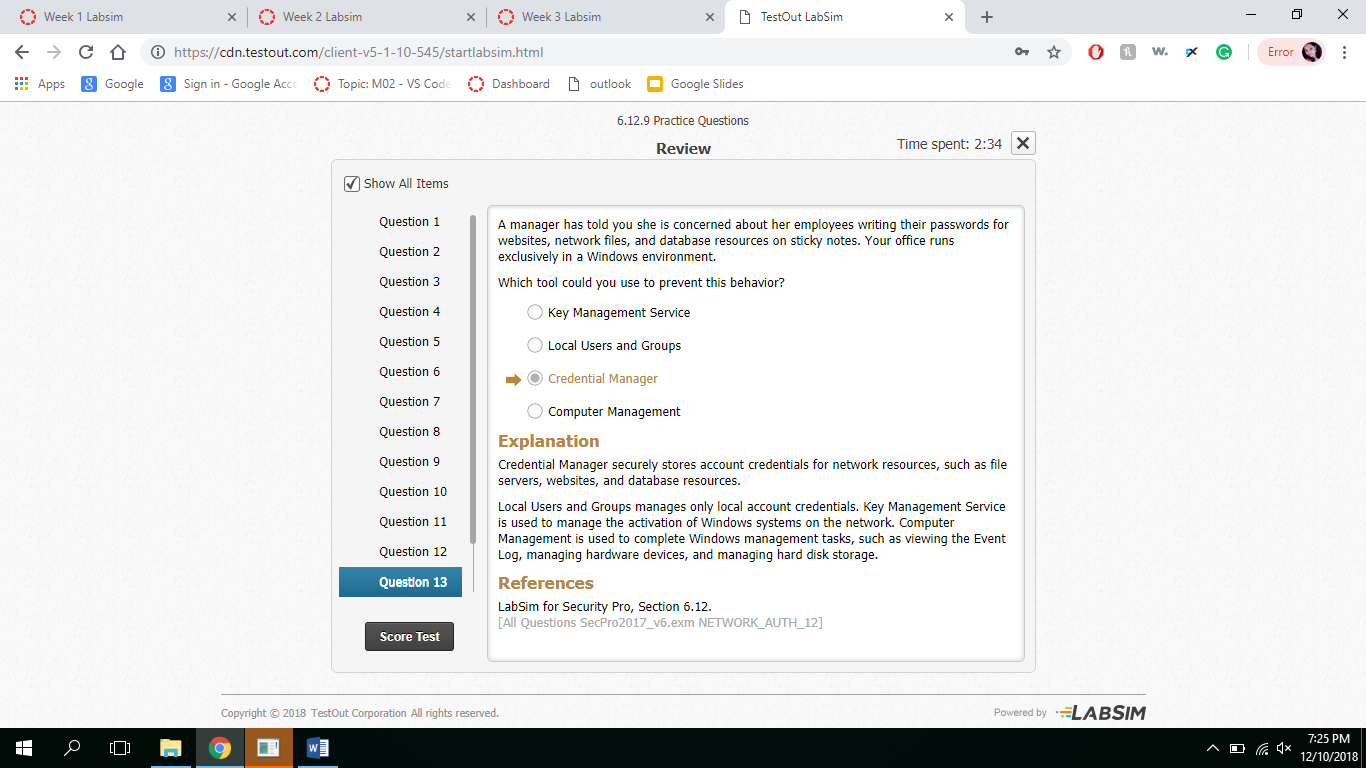 Week 1 Labsim
Week 2 Labsim
Week 3 Labsim
TestOut LabSim
https://cdn.testout.com/client-v5-1-10-545/startlabsim.html
Error
Apps
Google
Sign in - Google Acc
Topic: M02 - VS Code
Dashboard
outlook
Google Slides
6.12.9 Practice Questions
Review
Time spent: 2:34
Show All Items
Question 1
Question 2
Question 3
Question 4
Question 5
Question 6
Question 7
Question 8
Question 9
Question 10
Question 11
Question 12
Question 13
Score Test
A manager has told you she is concerned about her employees writing their passwords for
websites, network files, and database resources on sticky notes. Your office runs
exclusively in a Windows environment.
Which tool could you use to prevent this behavior?
Key Management Service
Local Users and Groups
Credential Manager
Computer Management
Explanation
Credential Manager securely stores account credentials for network resources, such as file
servers, websites, and database resources.
Local Users and Groups manages only local account credentials. Key Management Service
is used to manage the activation of Windows systems on the network. Computer
Management is used to complete Windows management tasks, such as viewing the Event
Log, managing hardware devices, and managing hard disk storage.
References
LabSim for Security Pro, Section 6.12.
[All Questions SecPro2017_v6.exm NETWORK_AUTH_12]
Copyright © 2018 TestOut Corporation All rights reserved.
Powered by LABSIM
7:25 PM
12/10/2018